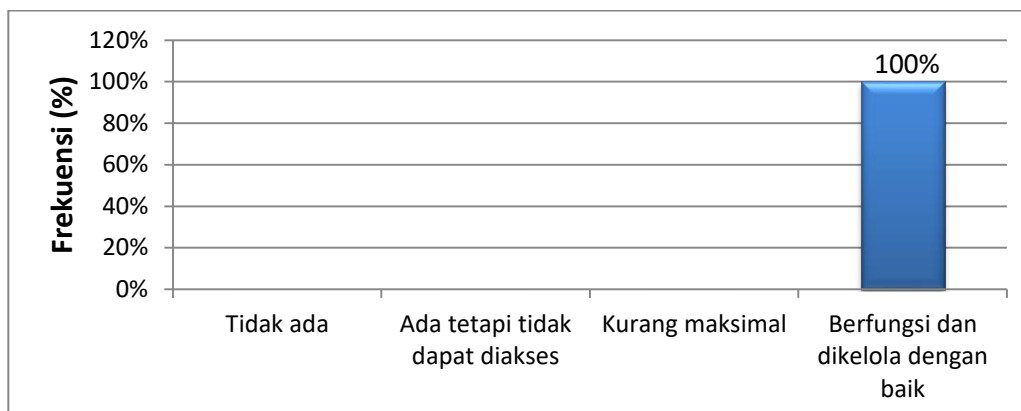 Frekuensi (%)
120%
100%
80%
60%
40%
20%
0%
100%
Tidak ada
Ada tetapi tidak
dapat diakses
Kurang maksimal
Berfungsi dan
dikelola dengan
baik